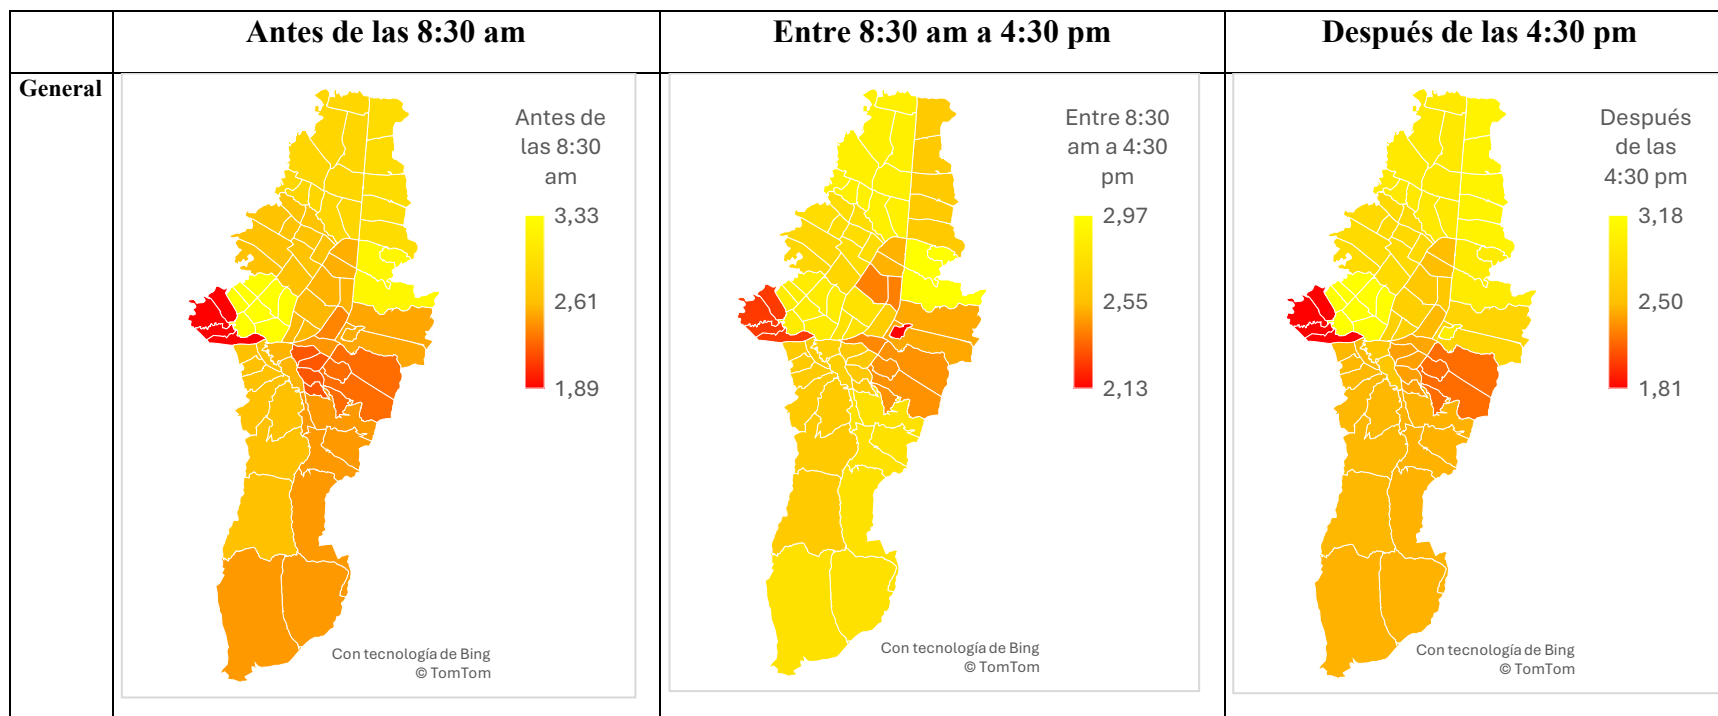 Antes de las 8:30 am
Entre 8:30 am a 4:30 pm
Después de las 4:30 pm
General
Antes de
las 8:30
am
3,33
2,61
1,89
Con tecnología de Bing
© TomTom
Entre 8:30
am a 4:30
pm
2,97
2,55
2,13
Con tecnología de Bing
© TomTom
Después
de las
4:30 pm
3,18
2,50
1,81
Con tecnología de Bing
© TomTom